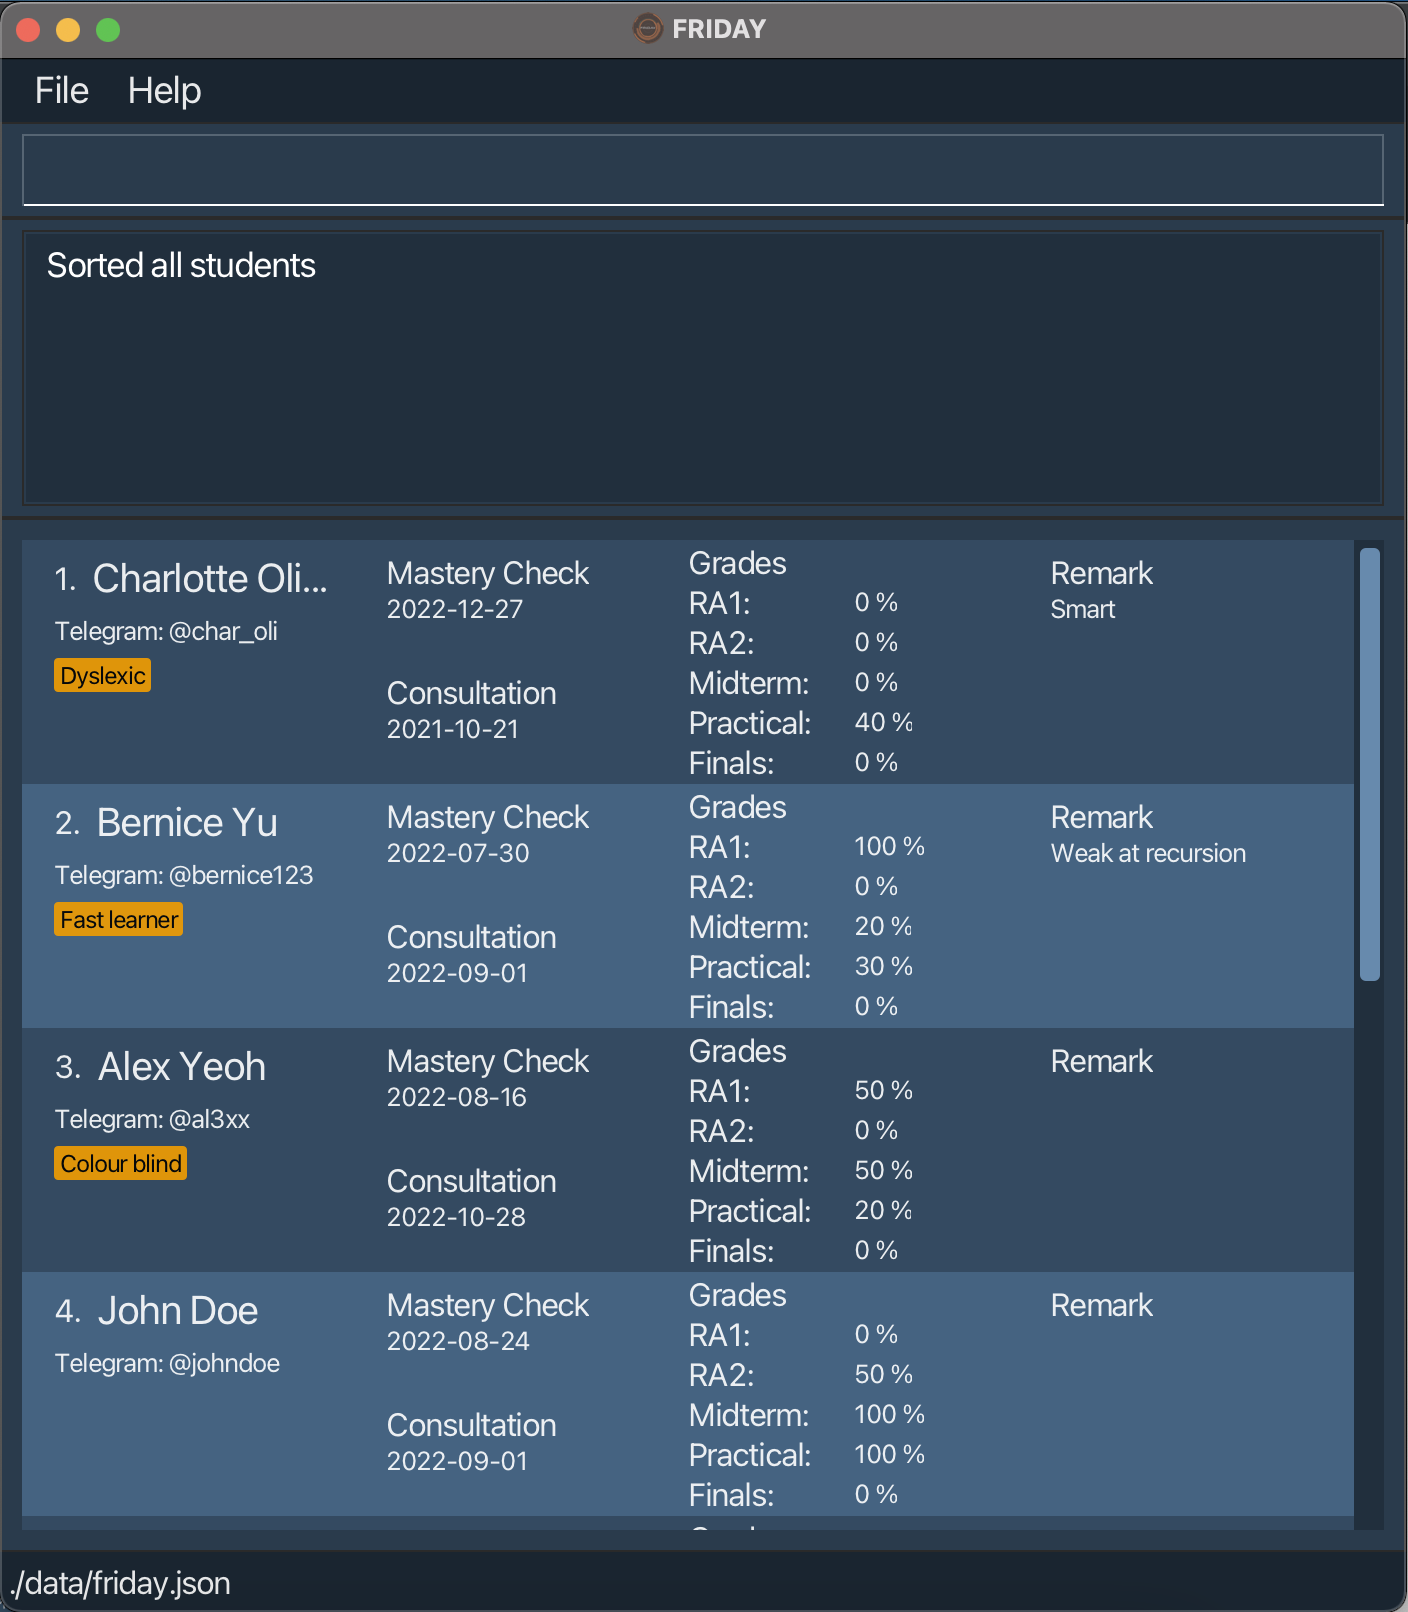 FRIDAY
File Help
Sorted all students
1. Charlotte Oli...
Telegram: @char_oli
Dyslexic
Mastery Check
2022-12-27
Consultation
2021-10-21
Grades
RA1: 0 %
RA2: 0 %
Midterm: 0 %
Practical: 40 %
Finals: 0 %
Remark
Smart
2. Bernice Yu
Telegram: @bernice123
Fast learner
Mastery Check
2022-07-30
Consultation
2022-09-01
Grades
RA1: 100 %
RA2: 0 %
Midterm: 20 %
Practical: 30 %
Finals: 0 %
Remark
Weak at recursion
3. Alex Yeoh
Telegram: @al3xx
Colour blind
Mastery Check
2022-08-16
Consultation
2022-10-28
Grades
RA1: 50 %
RA2: 0 %
Midterm: 50 %
Practical: 20 %
Finals: 0 %
Remark
4. John Doe
Telegram: @johndoe
Mastery Check
2022-08-24
Consultation
2022-09-01
Grades
RA1: 0 %
RA2: 50 %
Midterm: 100 %
Practical: 100 %
Finals: 0 %
Remark
./data/friday.json